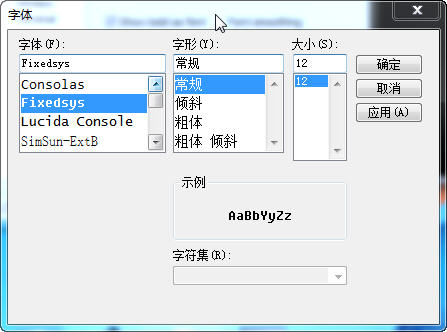 字体
字体(F):
字形(Y):
大小(S):
Fixedsys
常规
12
确定
Consolas
Fixedsys
Lucida Console
SimSun-ExtB
常规
倾斜
粗体
粗体 倾斜
12
取消
应用(A)
示例
AaBbYyZz
字符集(R):